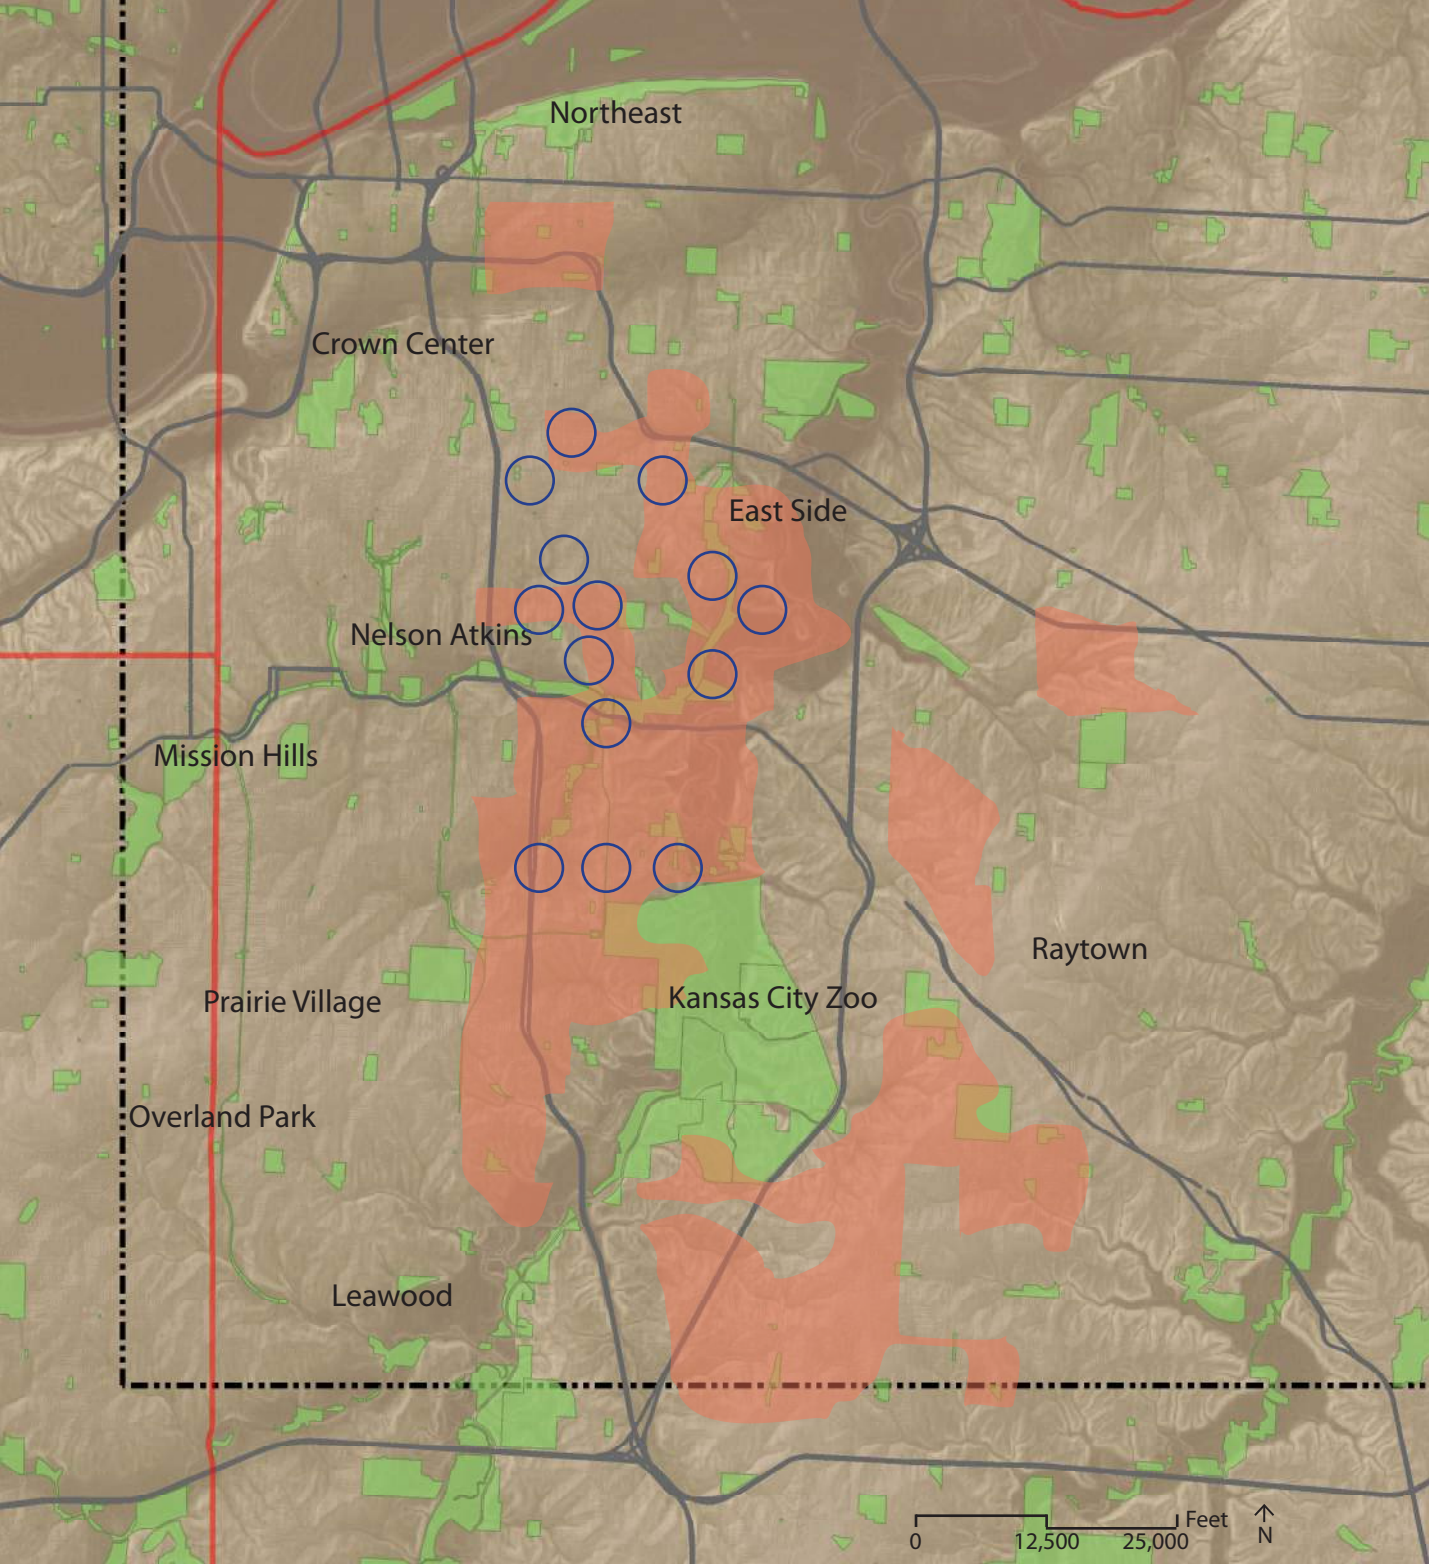 Northeast
Crown Center
East Side
Nelson Atkins
Mission Hills
Raytown
Prairie Village
Kansas City Zoo
Overland Park
Leawood
Feet
0
12,500
25,000
N